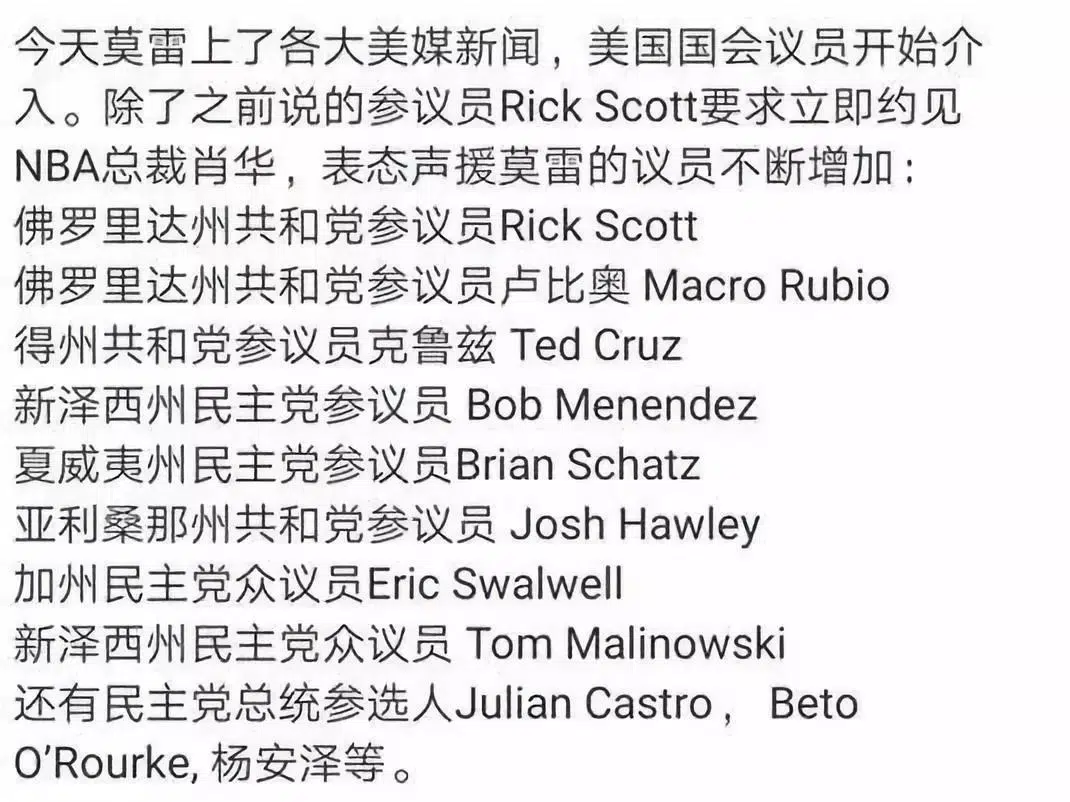 今天莫雷上了各大美媒新闻，美国国会议员开始介
入。除了之前说的参议员Rick Scott要求立即约见
NBA总裁肖华，表态声援莫雷的议员不断增加：
佛罗里达州共和党参议员Rick Scott
佛罗里达州共和党参议员卢比奥 Macro Rubio
得州共和党参议员克鲁兹 Ted Cruz
新泽西州民主党参议员 Bob Menendez
夏威夷州民主党参议员Brian Schatz
亚利桑那州共和党参议员 Josh Hawley
加州民主党众议员Eric Swalwell
新泽西州民主党众议员 Tom Malinowski
还有民主党总统参选人Julian Castro， Beto
O’Rourke, 杨安泽等。